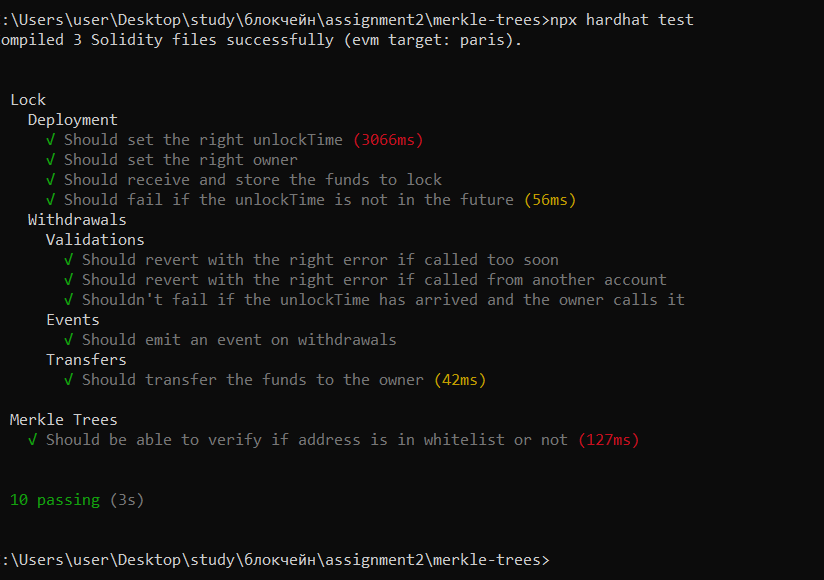 :\Users\user\Desktop\study\блокчейн\assignment2\merkle-trees>npx hardhat test
ompiled 3 Solidity files successfully (evm target: paris).
Lock
Deployment
√ Should set the right unlockTime (3066ms)
√ Should set the right owner
√ Should receive and store the funds to lock
√ Should fail if the unlockTime is not in the future (56ms)
Withdrawals
Validations
√ Should revert with the right error if called too soon
√ Should revert with the right error if called from another account
√ Shouldn't fail if the unlockTime has arrived and the owner calls it
Events
√ Should emit an event on withdrawals
Transfers
√ Should transfer the funds to the owner (42ms)
Merkle Trees
√ Should be able to verify if address is in whitelist or not (127ms)
10 passing (3s)
:\Users\user\Desktop\study\блокчейн\assignment2\merkle-trees>